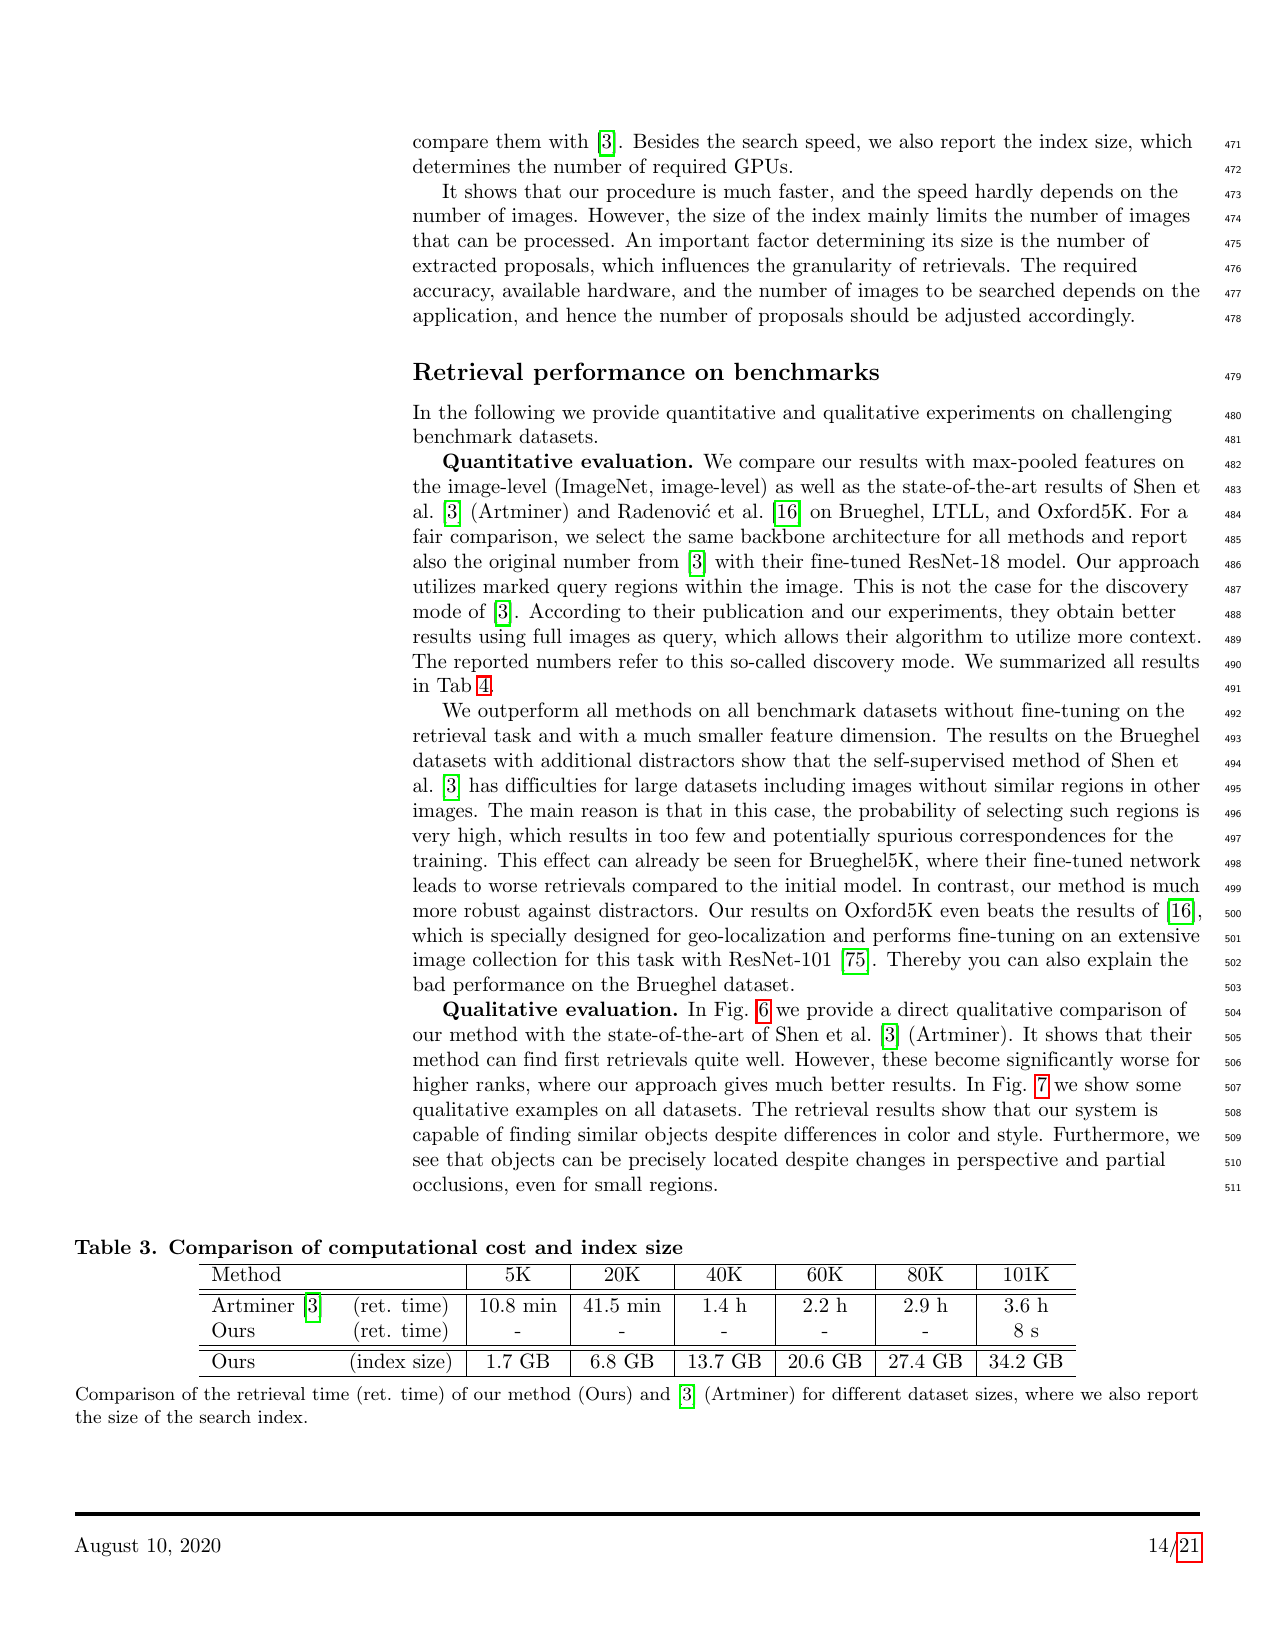 compare them with [3]. Besides the search speed, we also report the index size, which 471
determines the number of required GPUs. 472
It shows that our procedure is much faster, and the speed hardly depends on the 473
number of images. However, the size of the index mainly limits the number of images 474
that can be processed. An important factor determining its size is the number of 475
extracted proposals, which influences the granularity of retrievals. The required 476
accuracy, available hardware, and the number of images to be searched depends on the 477
application, and hence the number of proposals should be adjusted accordingly. 478
Retrieval performance on benchmarks 479
In the following we provide quantitative and qualitative experiments on challenging 480
benchmark datasets. 481
Quantitative evaluation. We compare our results with max-pooled features on 482
the image-level (ImageNet, image-level) as well as the state-of-the-art results of Shen et 483
al. [3] (Artminer) and Radenović et al. [16] on Brueghel, LTLL, and Oxford5K. For a 484
fair comparison, we select the same backbone architecture for all methods and report 485
also the original number from [3] with their fine-tuned ResNet-18 model. Our approach 486
utilizes marked query regions within the image. This is not the case for the discovery 487
mode of [3]. According to their publication and our experiments, they obtain better 488
results using full images as query, which allows their algorithm to utilize more context. 489
The reported numbers refer to this so-called discovery mode. We summarized all results 490
in Tab 4. 491
We outperform all methods on all benchmark datasets without fine-tuning on the 492
retrieval task and with a much smaller feature dimension. The results on the Brueghel 493
datasets with additional distractors show that the self-supervised method of Shen et 494
al. [3] has difficulties for large datasets including images without similar regions in other 495
images. The main reason is that in this case, the probability of selecting such regions is 496
very high, which results in too few and potentially spurious correspondences for the 497
training. This effect can already be seen for Brueghel5K, where their fine-tuned network 498
leads to worse retrievals compared to the initial model. In contrast, our method is much 499
more robust against distractors. Our results on Oxford5K even beats the results of [16], 500
which is specially designed for geo-localization and performs fine-tuning on an extensive 501
image collection for this task with ResNet-101 [75]. Thereby you can also explain the 502
bad performance on the Brueghel dataset. 503
Qualitative evaluation. In Fig. 6 we provide a direct qualitative comparison of 504
our method with the state-of-the-art of Shen et al. [3] (Artminer). It shows that their 505
method can find first retrievals quite well. However, these become significantly worse for 506
higher ranks, where our approach gives much better results. In Fig. 7 we show some 507
qualitative examples on all datasets. The retrieval results show that our system is 508
capable of finding similar objects despite differences in color and style. Furthermore, we 509
see that objects can be precisely located despite changes in perspective and partial 510
occlusions, even for small regions. 511
Table 3. Comparison of computational cost and index size
Method 5K 20K 40K 60K 80K 101K
Artminer [3] (ret. time) 10.8 min 41.5 min 1.4 h 2.2 h 2.9 h 3.6 h
Ours (ret. time) - - - - - 8 s
Ours (index size) 1.7 GB 6.8 GB 13.7 GB 20.6 GB 27.4 GB 34.2 GB
Comparison of the retrieval time (ret. time) of our method (Ours) and [3] (Artminer) for different dataset sizes, where we also report
the size of the search index.
August 10, 2020 14/21